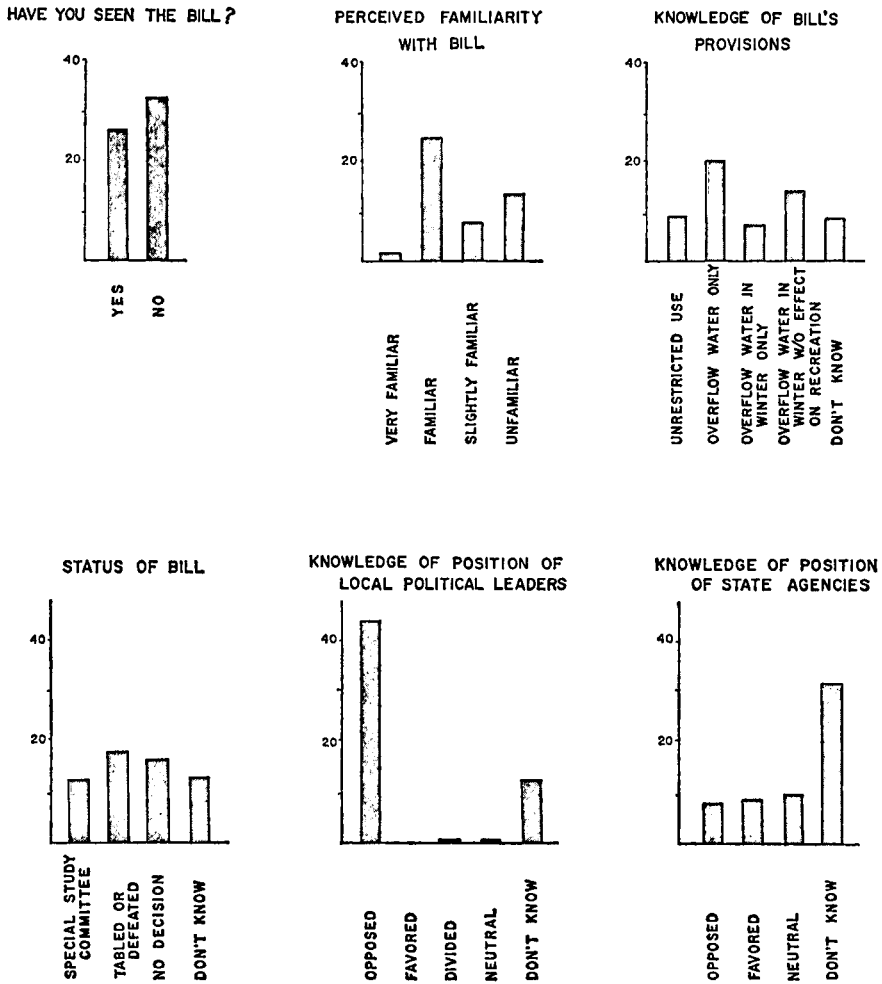 HAVE YOU SEEN THE BILL?
40
20
YES
NO
PERCEIVED FAMILIARITY
WITH BILL
40
20
VERY FAMILIAR
FAMILIAR
SLIGHTLY FAMILIAR
UNFAMILIAR
KNOWLEDGE OF BILL'S
PROVISIONS
40
20
UNRESTRICTED USE
OVERFLOW WATER ONLY
OVERFLOW WATER IN
WINTER ONLY
OVERFLOW WATER IN
WINTER W/O EFFECT
ON RECREATION
DON'T KNOW
STATUS OF BILL
40
20
SPECIAL STUDY
COMMITTEE
TABLED OR
DEFEATED
NO DECISION
DON'T KNOW
KNOWLEDGE OF POSITION OF
LOCAL POLITICAL LEADERS
40
20
OPPOSED
FAVORED
DIVIDED
NEUTRAL
DON'T KNOW
KNOWLEDGE OF POSITION
OF STATE AGENCIES
40
20
OPPOSED
FAVORED
NEUTRAL
DON'T KNOW